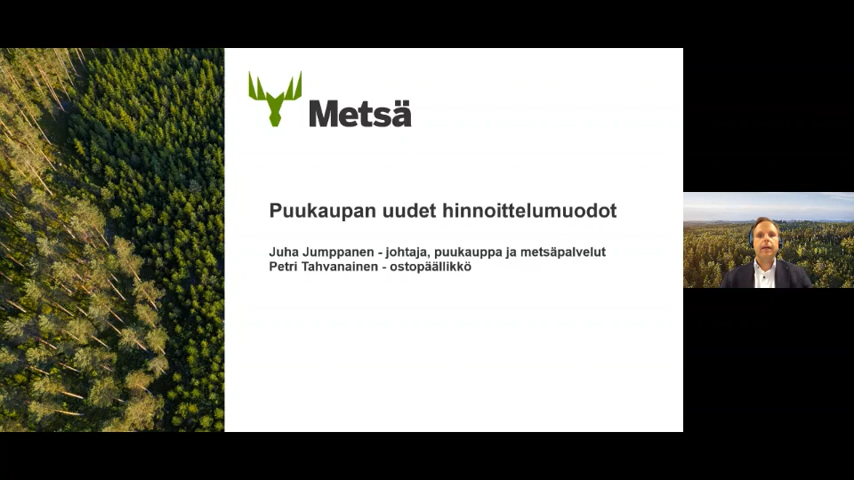 Metsä
Puukaupan uudet hinnoittelumuodot
Juha Jumppanen - johtaja, puukauppa ja metsäpalvelut
Petri Tahvanainen - ostopäällikkö